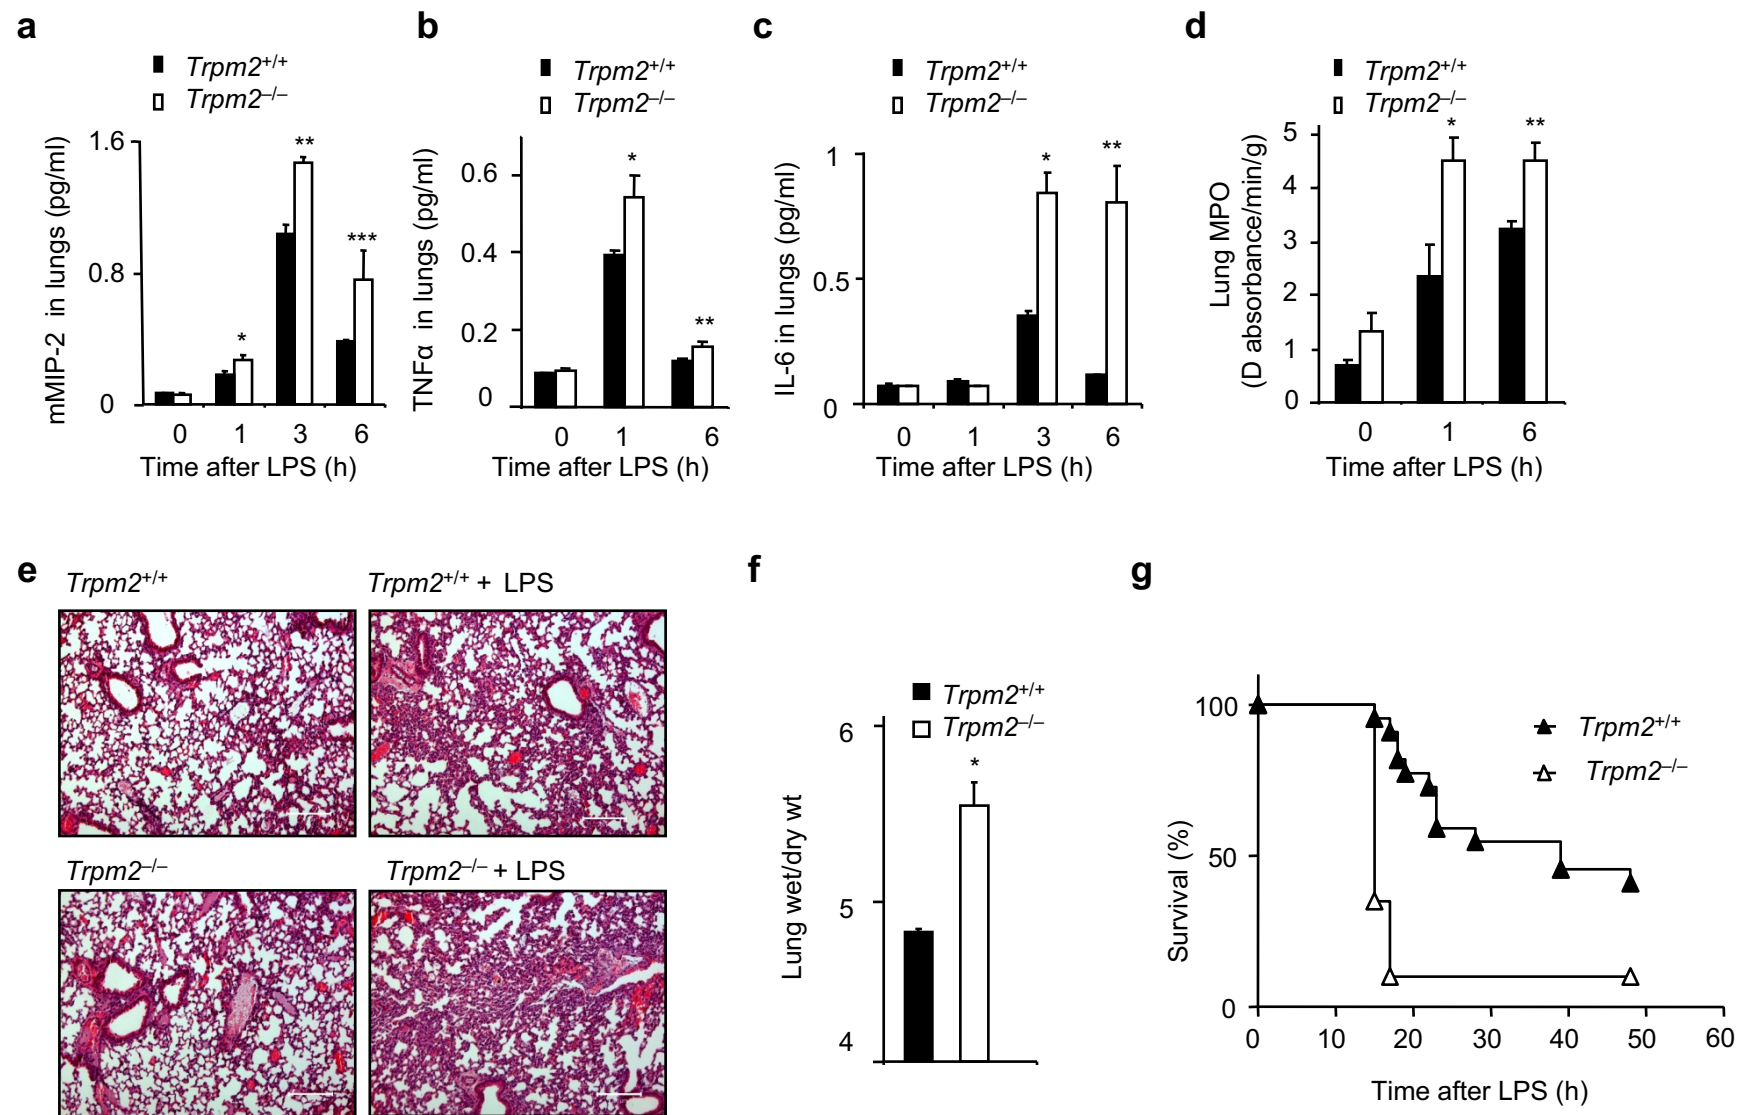 a
Trpm2+/+
Trpm2–/–
mMIP-2 in lungs (pg/ml)
1.6
0.8
0
*
**
***
0 1 3 6
Time after LPS (h)
b
Trpm2+/+
Trpm2–/–
TNFα in lungs (pg/ml)
0.6
0.4
0.2
0
*
**
0 1 6
Time after LPS (h)
c
Trpm2+/+
Trpm2–/–
IL-6 in lungs (pg/ml)
1
0.5
0
*
**
0 1 3 6
Time after LPS (h)
d
Trpm2+/+
Trpm2–/–
Lung MPO
(D absorbance/min/g)
5
4
3
2
1
0
*
**
0 1 6
Time after LPS (h)
e
Trpm2+/+
Trpm2+/+ + LPS
Trpm2–/–
Trpm2–/– + LPS
f
Trpm2+/+
Trpm2–/–
Lung wet/dry wt
6
5
4
*
g
Trpm2+/+
Trpm2–/–
Survival (%)
100
50
0
0 10 20 30 40 50 60
Time after LPS (h)